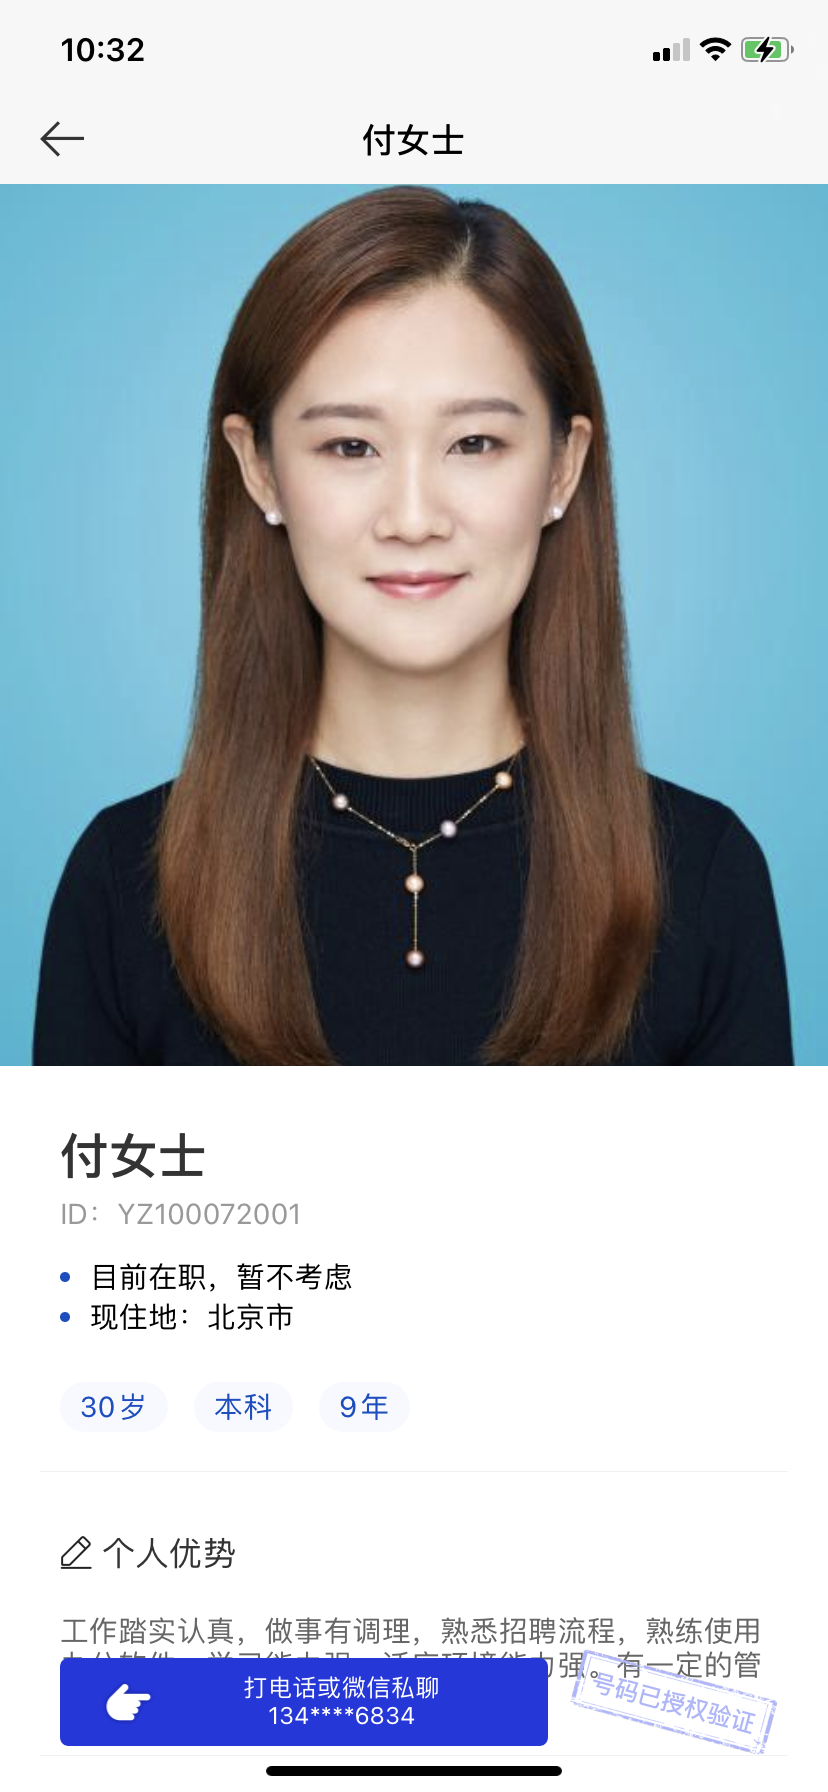 10:32
付女士
付女士
ID：YZ100072001
目前在职，暂不考虑
现住地：北京市
30岁 本科 9年
个人优势
工作踏实认真，做事有调理，熟悉招聘流程，熟练使用
力强。有一定的管
打电话或微信私聊
134****6834
号码已授权验证